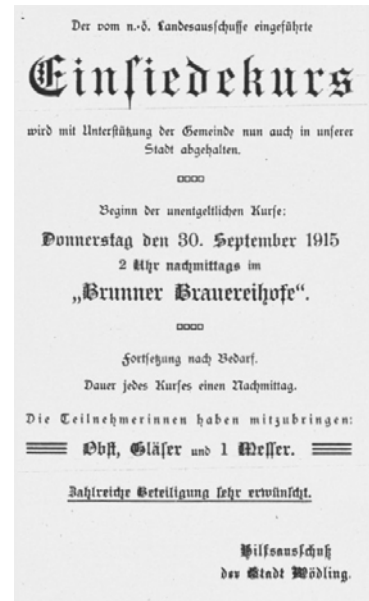 Der vom n.-ö. Landesausschusse eingeführte
Einsiedekurs
wird mit Unterstützung der Gemeinde nun auch in unserer
Stadt abgehalten.
Beginn der unentgeltlichen Kurse:
Donnerstag den 30. September 1915
2 Uhr nachmittags im
„Brunner Brauereihofe“.
Fortsetzung nach Bedarf.
Dauer jedes Kurses einen Nachmittag.
Die Teilnehmerinnen haben mitzubringen:
Obst, Gläser und 1 Messer.
Zahlreiche Beteiligung sehr erwünscht.
Hilfsausschuß
der Stadt Mödling.